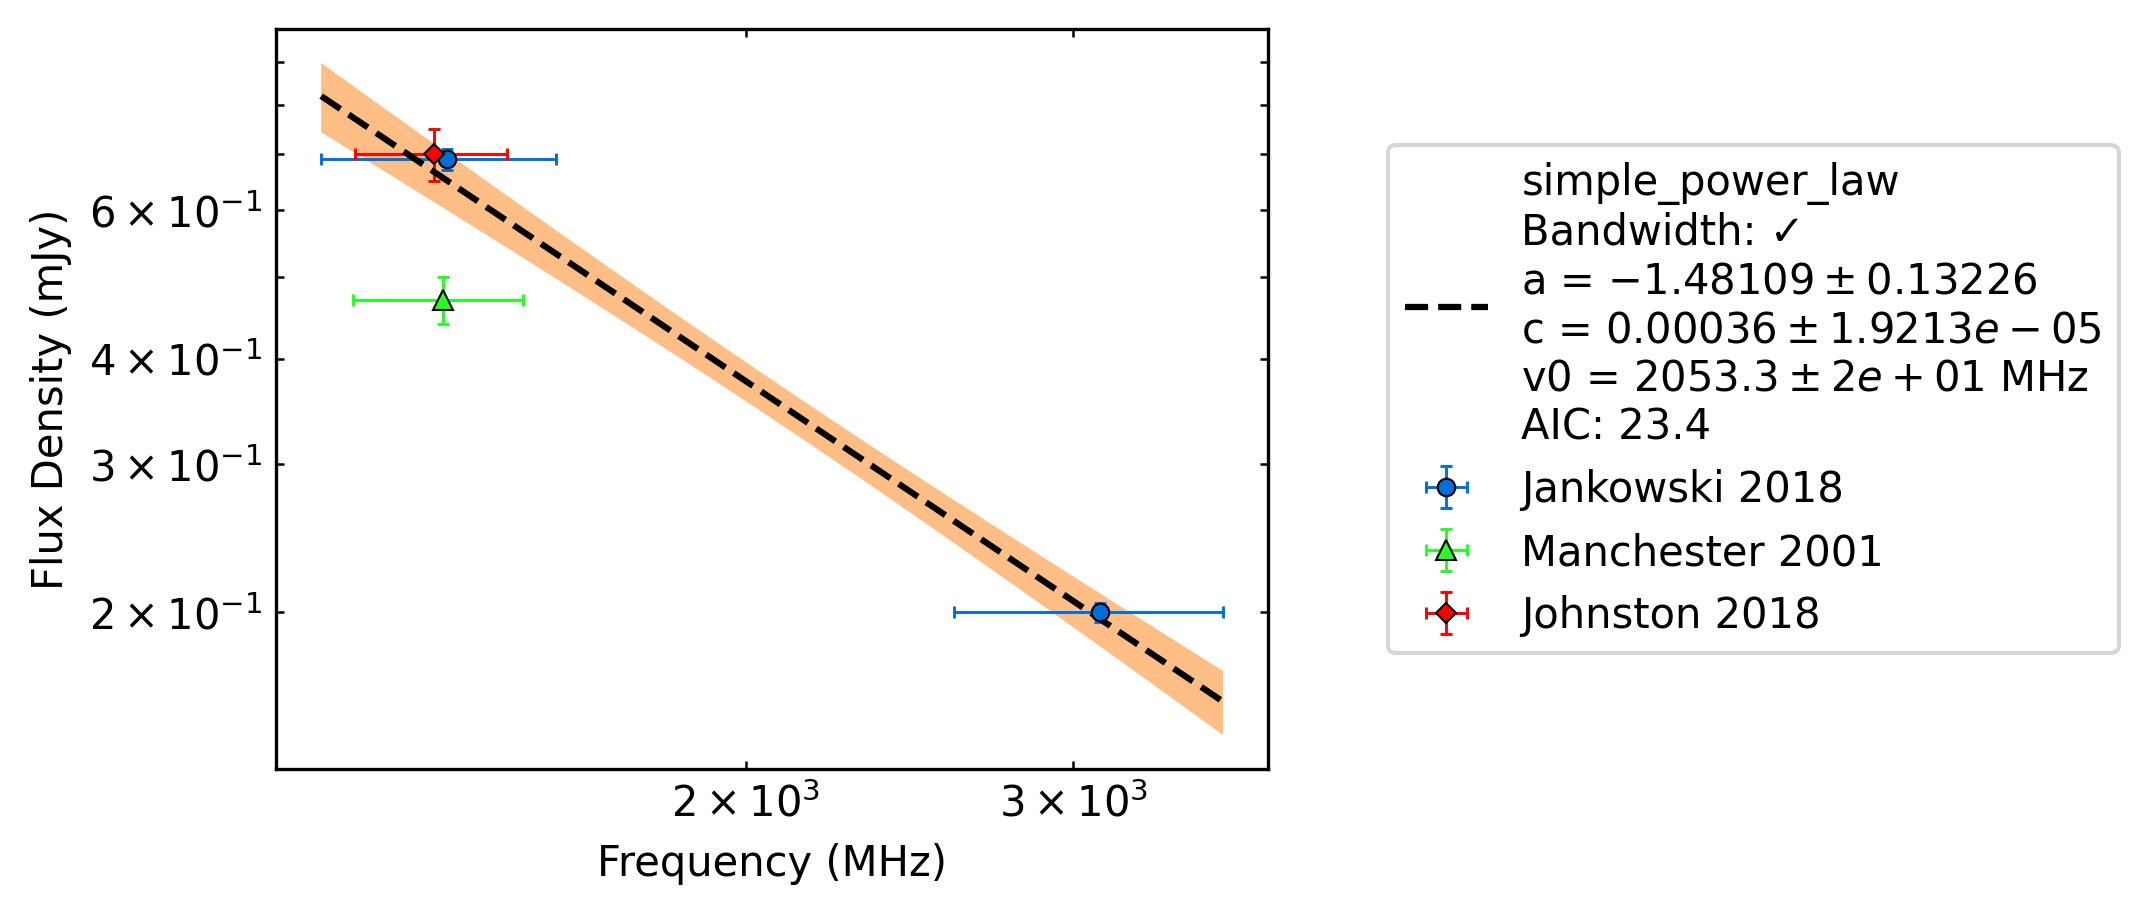 Flux Density (mJy)
6 × 10⁻¹
4 × 10⁻¹
3 × 10⁻¹
2 × 10⁻¹
2 × 10³
3 × 10³
Frequency (MHz)
simple_power_law
Bandwidth: ✓
a = −1.48109 ± 0.13226
c = 0.00036 ± 1.9213e − 05
v0 = 2053.3 ± 2e + 01 MHz
AIC: 23.4
Jankowski 2018
Manchester 2001
Johnston 2018